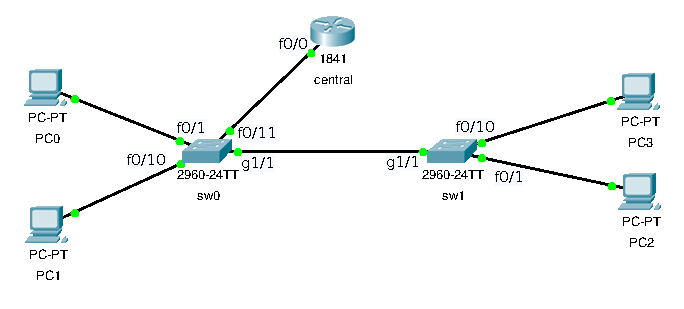 f0/0
1841
central
PC-PT
PC0
f0/1
f0/11
f0/10
g1/1
2960-24TT
sw0
PC-PT
PC1
f0/10
g1/1
2960-24TT
sw1
f0/1
PC-PT
PC3
PC-PT
PC2